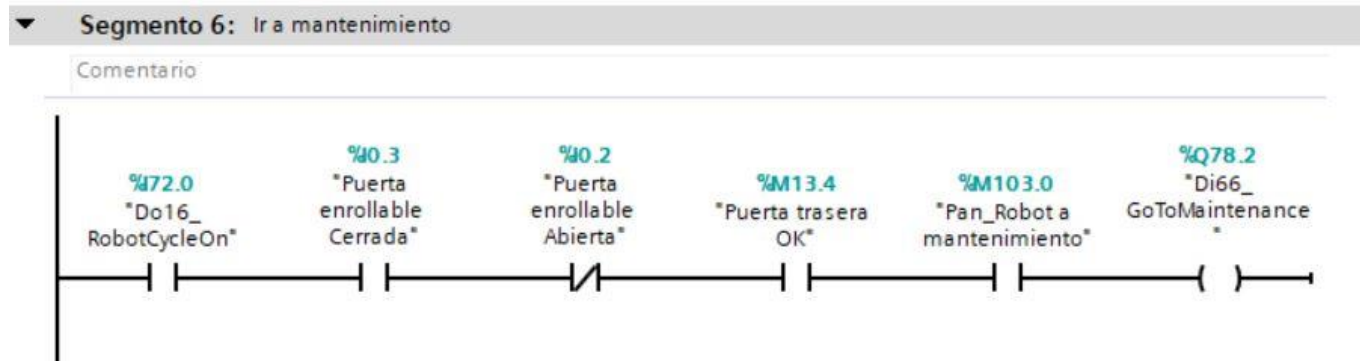 Segmento 6: Ir a mantenimiento
Comentario
%I72.0
"Do16_
RobotCycleOn"
%I0.3
"Puerta
enrollable
Cerrada"
%I0.2
"Puerta
enrollable
Abierta"
%M13.4
"Puerta trasera
OK"
%M103.0
"Pan_Robot a
mantenimiento"
%Q78.2
"Di66_
GoToMaintenance
"